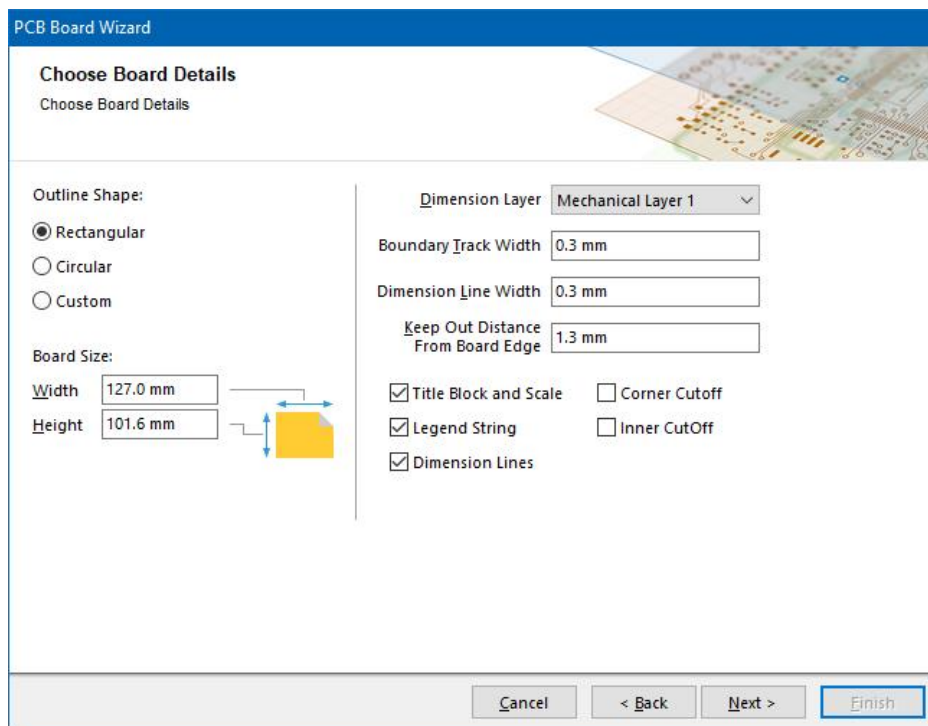 PCB Board Wizard
Choose Board Details
Choose Board Details
Outline Shape:
Rectangular
Circular
Custom
Board Size:
Width 127.0 mm
Height 101.6 mm
Dimension Layer Mechanical Layer 1
Boundary Track Width 0.3 mm
Dimension Line Width 0.3 mm
Keep Out Distance
From Board Edge 1.3 mm
Title Block and Scale Corner Cutoff
Legend String Inner CutOff
Dimension Lines
Cancel < Back Next > Finish